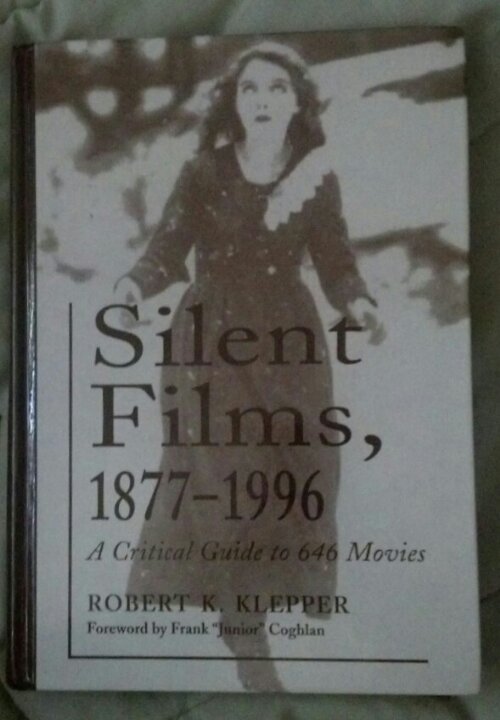 Silent
Films,
1877–1996
A Critical Guide to 646 Movies
ROBERT K. KLEPPER
Foreword by Frank "Junior" Coghlan